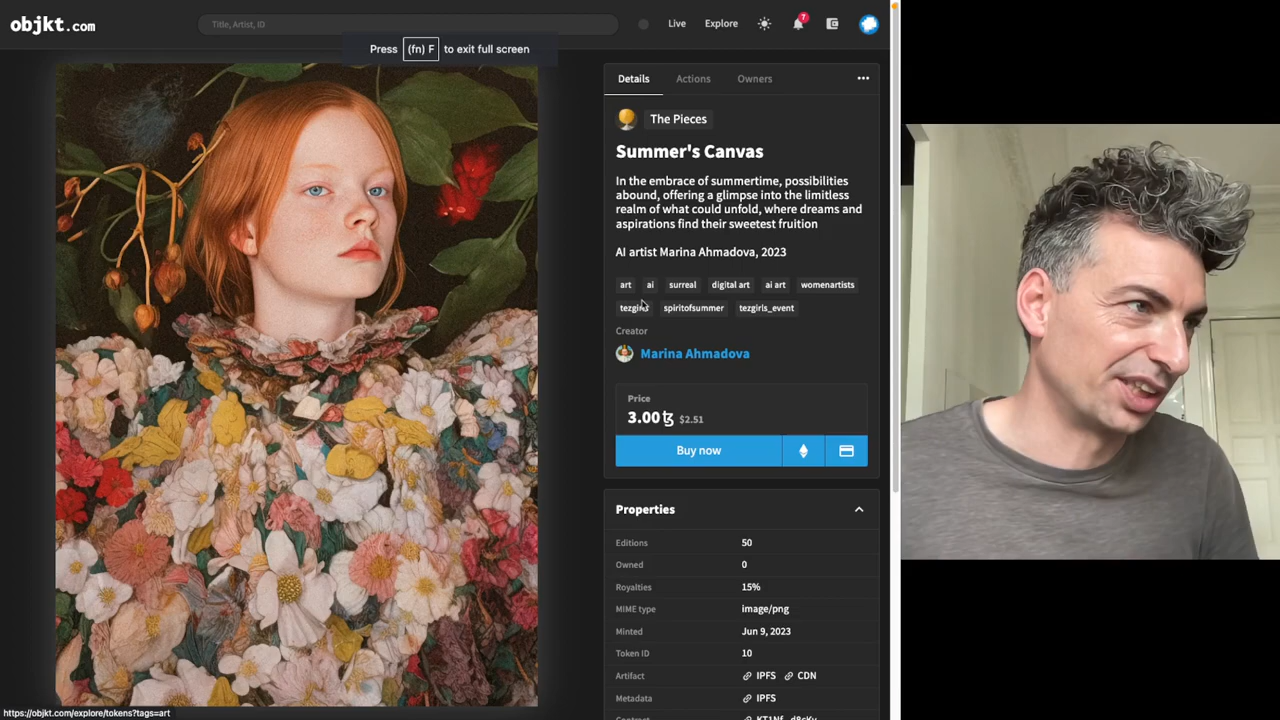 objkt.com
Title, Artist, ID
Live
Explore
7
Press (fn) F to exit full screen
Details
Actions
Owners
The Pieces
Summer's Canvas
In the embrace of summertime, possibilities
abound, offering a glimpse into the limitless
realm of what could unfold, where dreams and
aspirations find their sweetest fruition
AI artist Marina Ahmadova, 2023
art ai surreal digital art ai art womenartists
tezgirls spiritofsummer tezgirls_event
Creator
Marina Ahmadova
Price
3.00 ꜩ $2.51
Buy now
Properties
Editions 50
Owned 0
Royalties 15%
MIME type image/png
Minted Jun 9, 2023
Token ID 10
Artifact IPFS CDN
Metadata IPFS
https://objkt.com/explore/tokens?tags=art